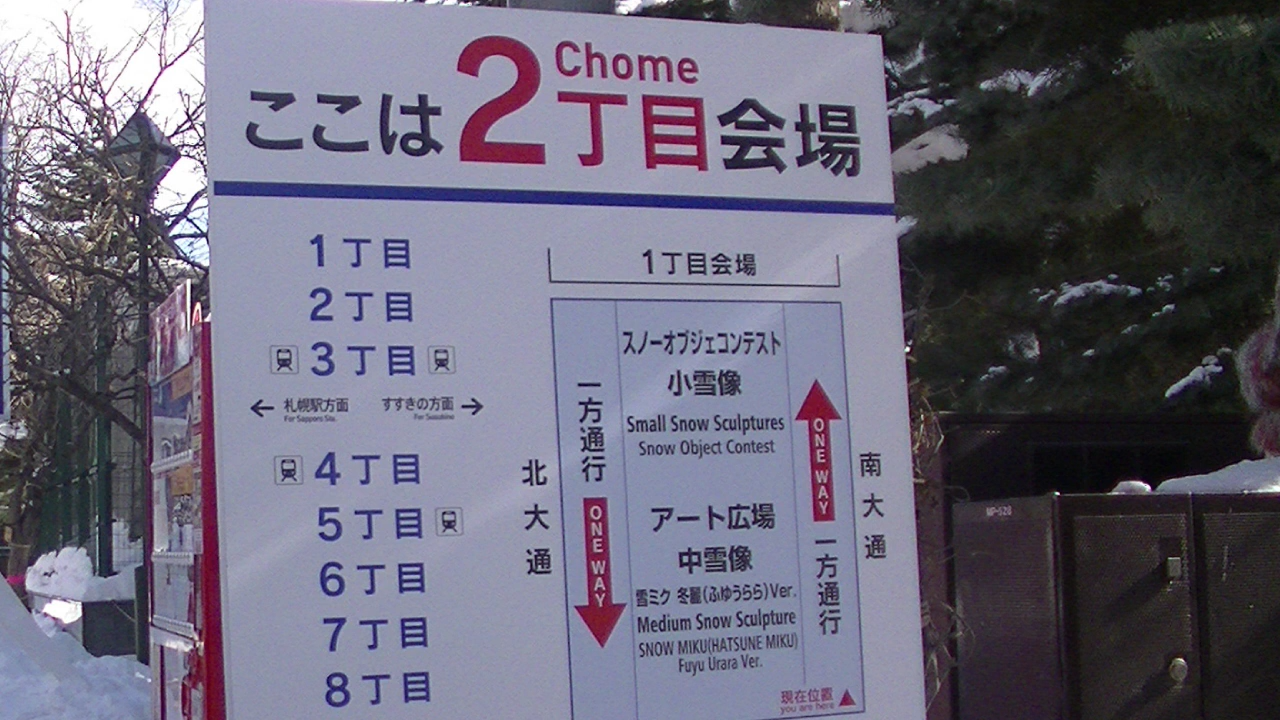 Chome
ここは2丁目会場
1丁目
2丁目
3丁目
← 札幌駅方面 すすきの方面 →
For Sapporo Sta. For Susukino
4丁目
5丁目
6丁目
7丁目
8丁目
1丁目会場
北大通
一方通行
ONE WAY
スノーオブジェコンテスト
小雪像
Small Snow Sculptures
Snow Object Contest
アート広場
中雪像
雪ミク 冬麗(ふゆうらら)Ver.
Medium Snow Sculpture
SNOW MIKU(HATSUNE MIKU)
Fuyu Urara Ver.
ONE WAY
一方通行
南大通
現在位置
you are here